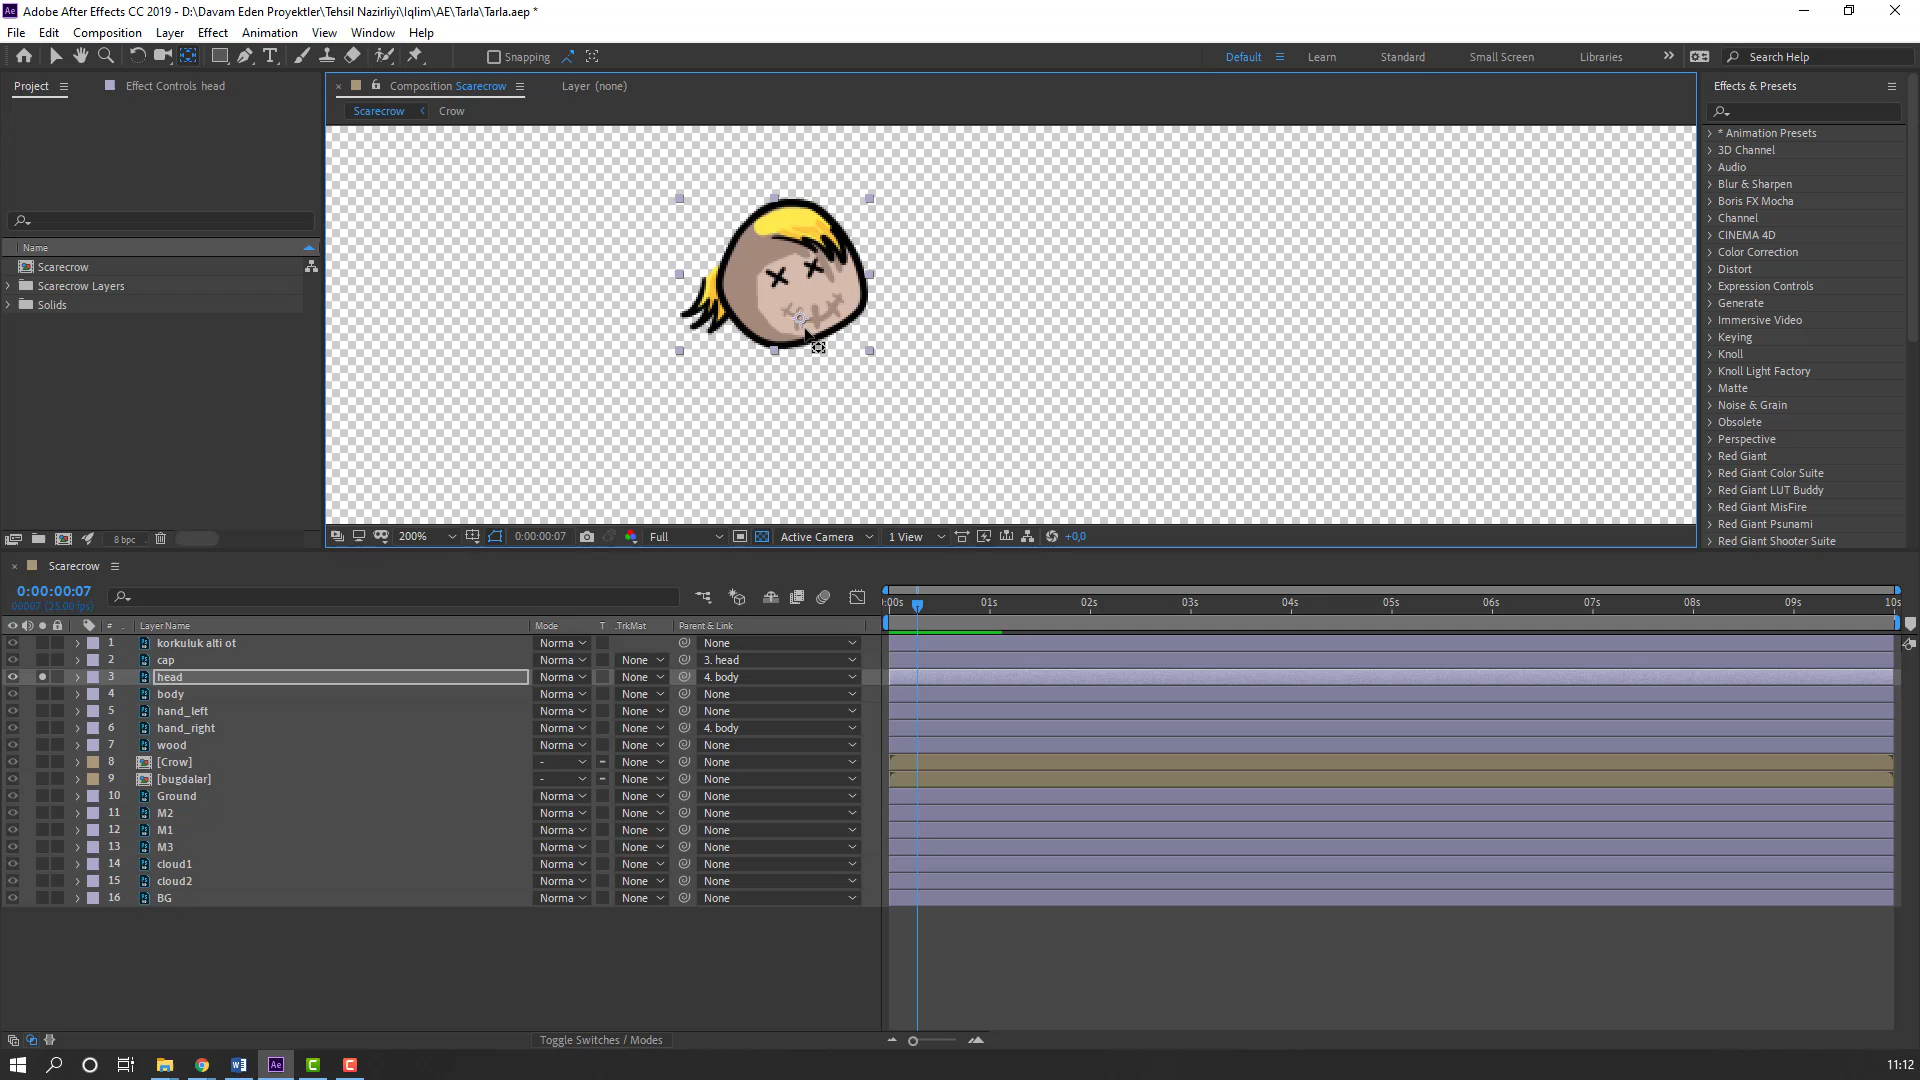 Adobe After Effects CC 2019 - D:\Davam Eden Proyektler\Tehsil Nazirliyi\Iqlim\AE\Tarla\Tarla.aep *
File Edit Composition Layer Effect Animation View Window Help
Snapping Default Learn Standard Small Screen Libraries Search Help
Project Effect Controls head Composition Scarecrow Layer (none) Effects & Presets
Scarecrow Crow
* Animation Presets
3D Channel
Audio
Blur & Sharpen
Boris FX Mocha
Channel
CINEMA 4D
Color Correction
Distort
Expression Controls
Generate
Immersive Video
Keying
Knoll
Knoll Light Factory
Matte
Noise & Grain
Obsolete
Perspective
Red Giant
Red Giant Color Suite
Red Giant LUT Buddy
Red Giant MisFire
Red Giant Psunami
Red Giant Shooter Suite
Name
Scarecrow
Scarecrow Layers
Solids
8 bpc
200% 0:00:00:07 Full Active Camera 1 View +0,0
Scarecrow
0:00:00:07
00007 (25.00 fps)
:00s 01s 02s 03s 04s 05s 06s 07s 08s 09s 10s
# Layer Name Mode T .TrkMat Parent & Link
1 korkuluk alti ot Norma None
2 cap Norma None 3. head
3 head Norma None 4. body
4 body Norma None None
5 hand_left Norma None None
6 hand_right Norma None 4. body
7 wood Norma None None
8 [Crow] - None None
9 [bugdalar] - None None
10 Ground Norma None None
11 M2 Norma None None
12 M1 Norma None None
13 M3 Norma None None
14 cloud1 Norma None None
15 cloud2 Norma None None
16 BG Norma None None
Toggle Switches / Modes
11:12